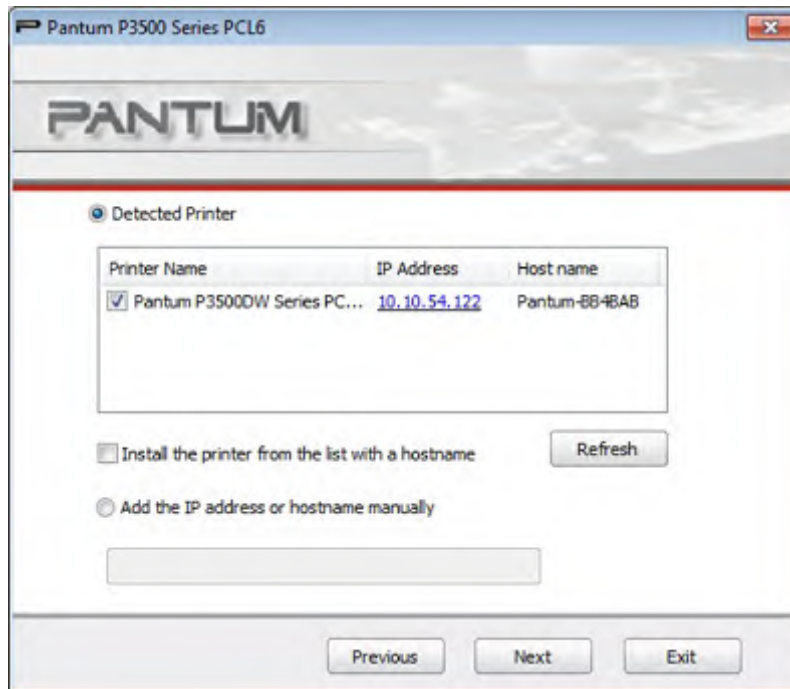 Pantum P3500 Series PCL6
PANTUM
Detected Printer
Printer Name IP Address Host name
Pantum P3500DW Series PC... 10.10.54.122 Pantum-BB4BAB
Install the printer from the list with a hostname
Refresh
Add the IP address or hostname manually
Previous Next Exit